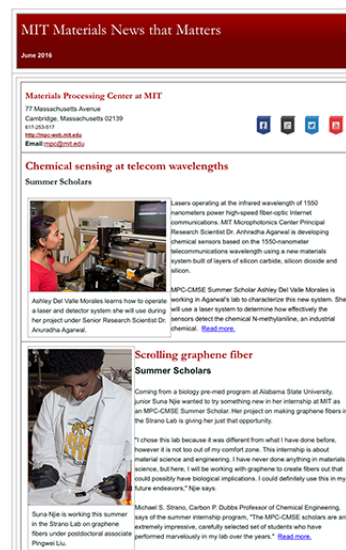 MIT Materials News that Matters
June 2016
Materials Processing Center at MIT
77 Massachusetts Avenue
Cambridge, Massachusetts 02139
617-253-617
http://mpc-web.mit.edu
Email:mpc@mit.edu
Chemical sensing at telecom wavelengths
Summer Scholars
Lasers operating at the infrared wavelength of 1550
nanometers power high-speed fiber-optic Internet
communications. MIT Microphotonics Center Principal
Research Scientist Dr. Anhradha Agarwal is developing
chemical sensors based on the 1550-nanometer
telecommunications wavelength using a new materials
system built of layers of silicon carbide, silicon dioxide and
silicon.
MPC-CMSE Summer Scholar Ashley Del Valle Morales is
working in Agarwal's lab to characterize this new system. She
will use a laser system to determine how effectively the
sensors detect the chemical N-methylaniline, an industrial
chemical. Read more.
Ashley Del Valle Morales learns how to operate
a laser and detector system she will use during
her project under Senior Research Scientist Dr.
Anuradha Agarwal.
Scrolling graphene fiber
Summer Scholars
Coming from a biology pre-med program at Alabama State University,
junior Suna Njie wanted to try something new in her internship at MIT as
an MPC-CMSE Summer Scholar. Her project on making graphene fibers in
the Strano Lab is giving her just that opportunity.
"I chose this lab because it was different from what I have done before,
however it is not too out of my comfort zone. This internship is about
material science and engineering. I have never done anything in materials
science, but here, I will be working with graphene to create fibers out that
could possibly have biological implications. I could definitely use this in my
future endeavors," Njie says.
Michael S. Strano, Carbon P. Dubbs Professor of Chemical Engineering,
says of the summer internship program, "The MPC-CMSE scholars are an
extremely impressive, carefully selected set of students who have
performed marvelously in my lab over the years." Read more.
Suna Njie is working this summer
in the Strano Lab on graphene
fibers under postdoctoral associate
Pingwei Liu.